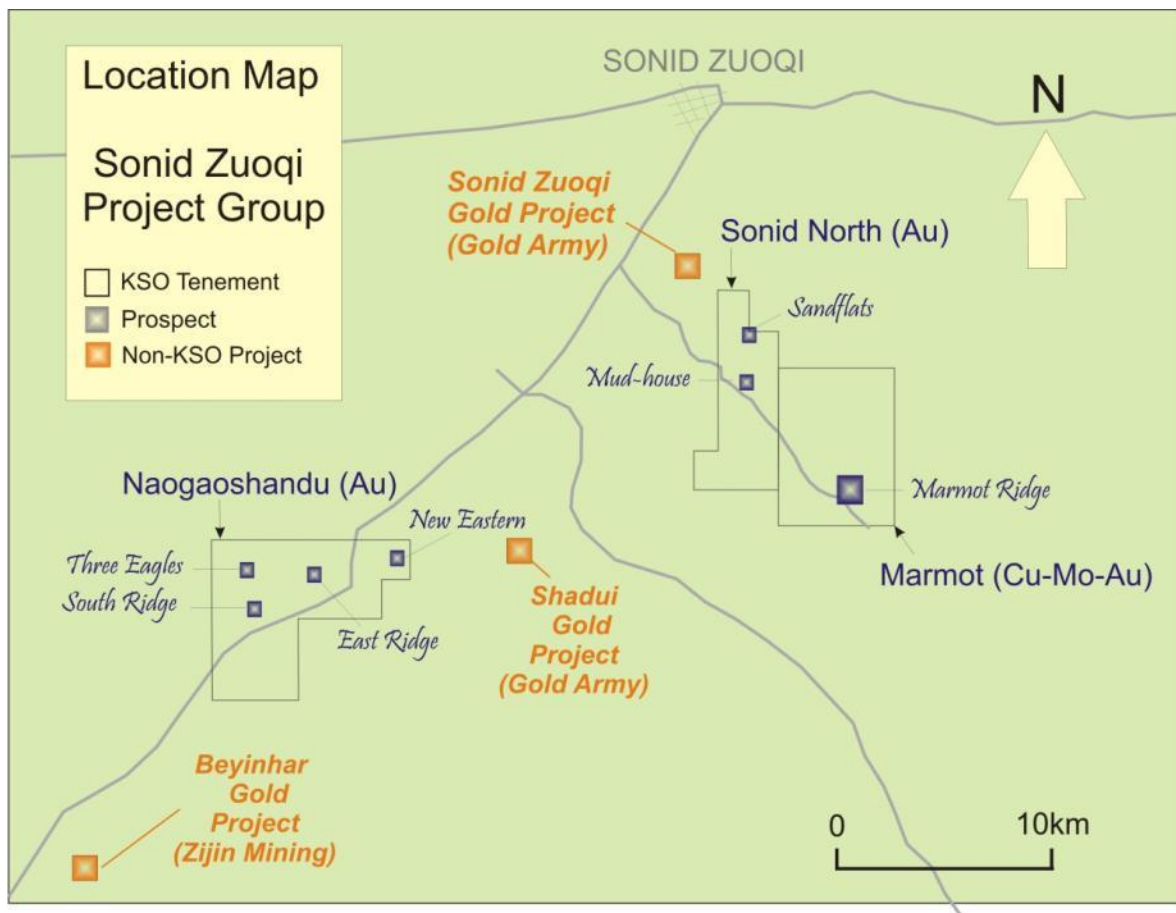 Location Map
Sonid Zuoqi
Project Group
KSO Tenement
Prospect
Non-KSO Project
SONID ZUOQI
N
Sonid Zuoqi
Gold Project
(Gold Army)
Sonid North (Au)
Sandflats
Mud-house
Marmot Ridge
Marmot (Cu-Mo-Au)
Naogaoshandu (Au)
New Eastern
Three Eagles
South Ridge
East Ridge
Shadui
Gold
Project
(Gold Army)
Beyinhar
Gold
Project
(Zijin Mining)
0 10km